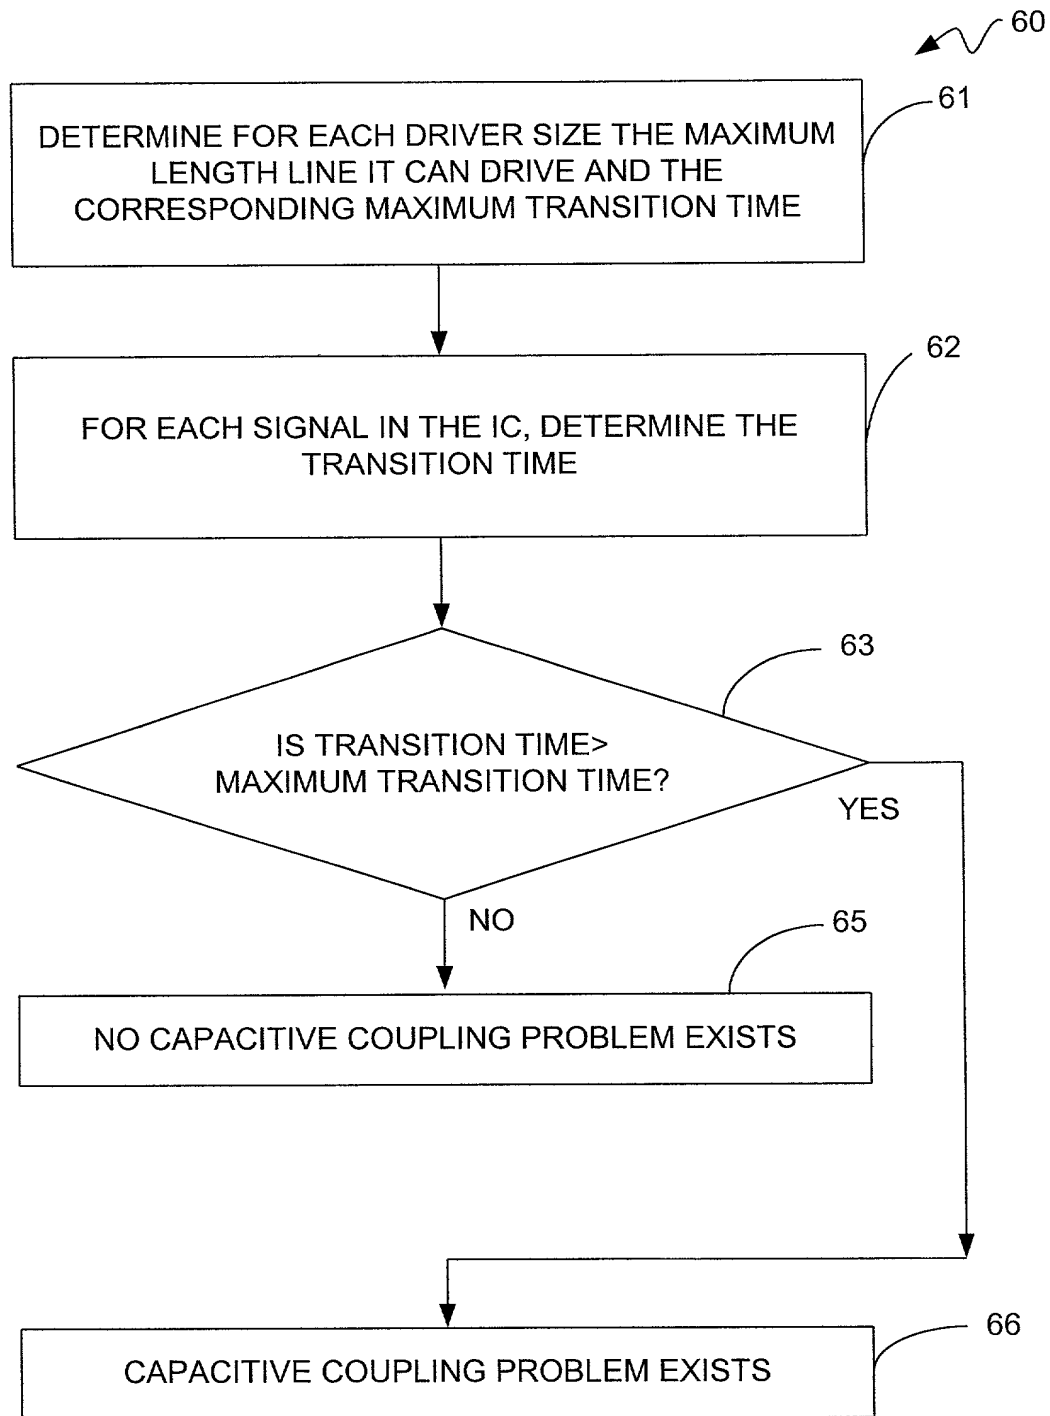 60
61
DETERMINE FOR EACH DRIVER SIZE THE MAXIMUM
LENGTH LINE IT CAN DRIVE AND THE
CORRESPONDING MAXIMUM TRANSITION TIME
62
FOR EACH SIGNAL IN THE IC, DETERMINE THE
TRANSITION TIME
63
IS TRANSITION TIME>
MAXIMUM TRANSITION TIME?
YES
NO
65
NO CAPACITIVE COUPLING PROBLEM EXISTS
66
CAPACITIVE COUPLING PROBLEM EXISTS